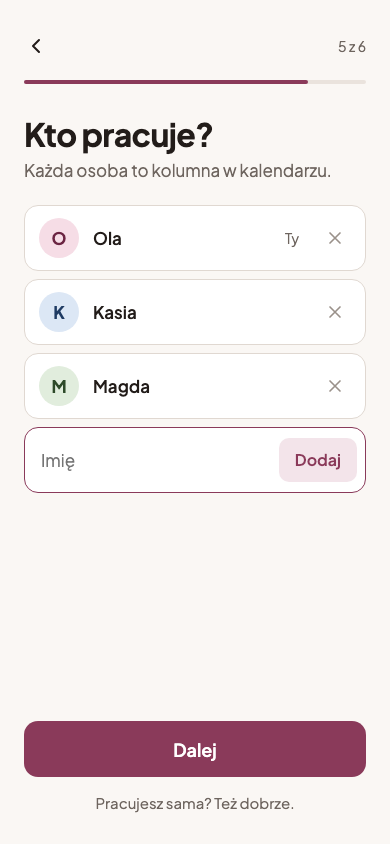 5 z 6
Kto pracuje?
Każda osoba to kolumna w kalendarzu.
O Ola Ty
K Kasia
M Magda
Imię Dodaj
Dalej
Pracujesz sama? Też dobrze.